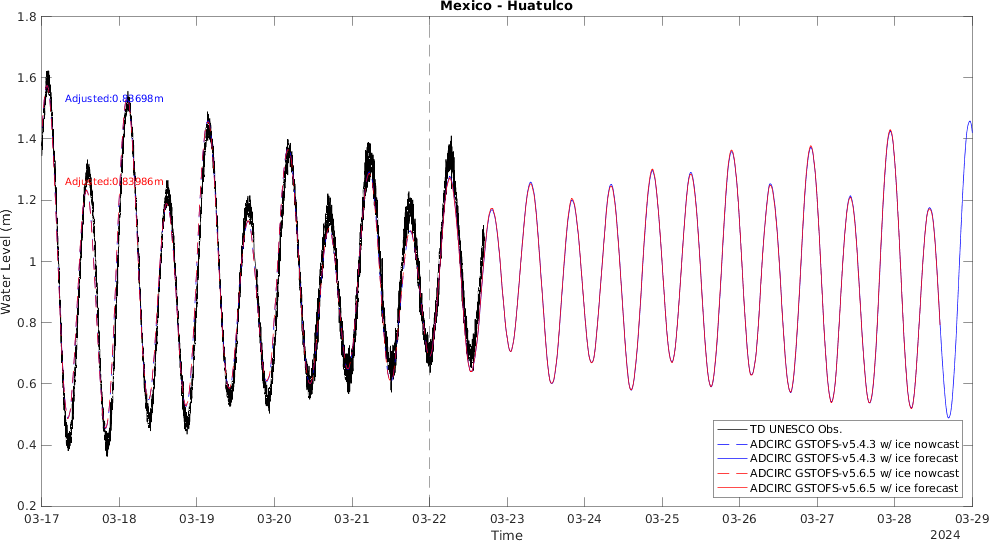 Mexico - Huatulco
1.8
1.6
1.4
1.2
1
0.8
0.6
0.4
0.2
Water Level (m)
Adjusted:0.83698m
Adjusted:0.83986m
TD UNESCO Obs.
ADCIRC GSTOFS-v5.4.3 w/ ice nowcast
ADCIRC GSTOFS-v5.4.3 w/ ice forecast
ADCIRC GSTOFS-v5.6.5 w/ ice nowcast
ADCIRC GSTOFS-v5.6.5 w/ ice forecast
03-17 03-18 03-19 03-20 03-21 03-22 03-23 03-24 03-25 03-26 03-27 03-28 03-29
Time
2024